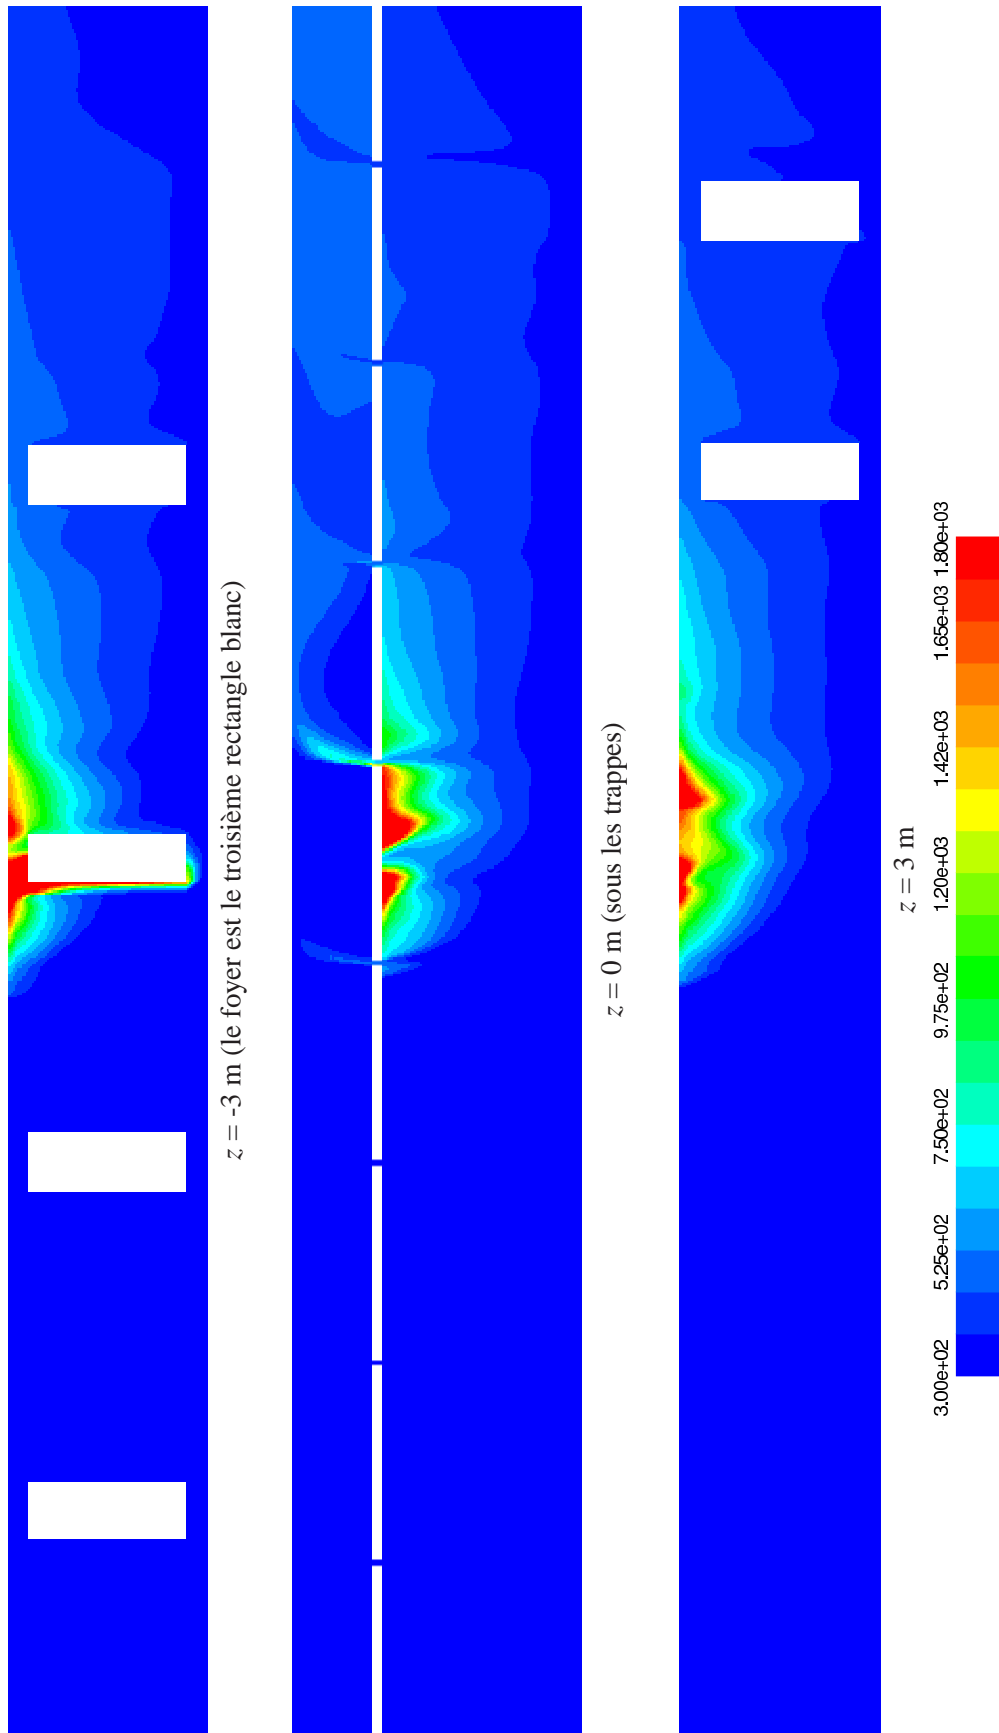 z = -3 m (le foyer est le troisième rectangle blanc)
z = 0 m (sous les trappes)
z = 3 m
3.00e+02 5.25e+02 7.50e+02 9.75e+02 1.20e+03 1.42e+03 1.65e+03 1.80e+03